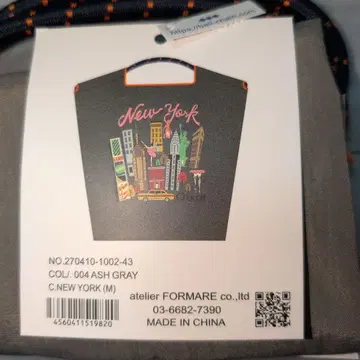 New York
NO.270410-1002-43
COL/. 004 ASH GRAY
C.NEW YORK (M)
4560411519820
atelier FORMARE co.,ltd
03-6682-7390
MADE IN CHINA